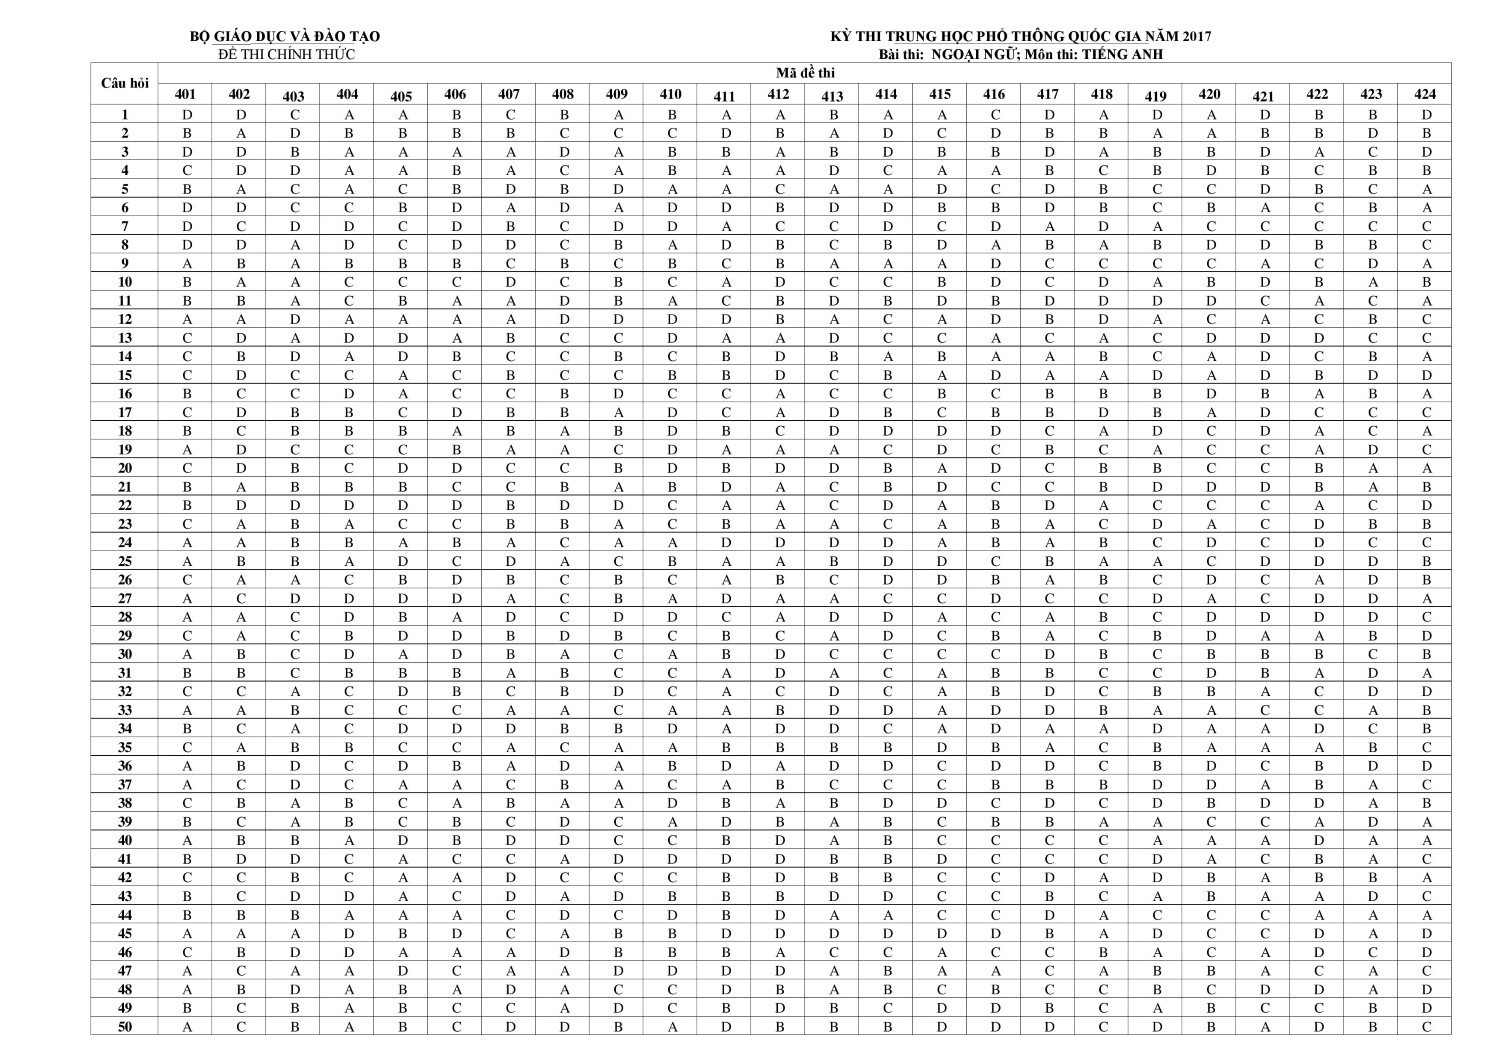 BỘ GIÁO DỤC VÀ ĐÀO TẠO
KỲ THI TRUNG HỌC PHỔ THÔNG QUỐC GIA NĂM 2017
ĐỀ THI CHÍNH THỨC
Bài thi: NGOẠI NGỮ; Môn thi: TIẾNG ANH
Câu hỏi Mã đề thi
401 402 403 404 405 406 407 408 409 410 411 412 413 414 415 416 417 418 419 420 421 422 423 424
1 D D C A A B C B A B A A B A A C D A D A D B B D
2 B A D B B B B C C C D B A D C D B B A A B B D B
3 D D B A A A A D A B B A B D B B D A B B D A C D
4 C D D A A B A C A B A A D C A A B C B D B C B B
5 B A C A C B D B D A A C A A D C D B C C D B C A
6 D D C C B D A D A D D B D D B B D B C B A C B A
7 D C D D C D B C D D A C C D C D A D A C C C C C
8 D D A D C D D C B A D B C B D A B A B D D B B C
9 A B A B B B C B C B C B A A A D C C C C A C D A
10 B A A C C C D C B C A D C C B D C D A B D B A B
11 B B A C B A A D B A C B D B D B D D D D C A C A
12 A A D A A A A D D D D B A C A D B D A C A C B C
13 C D A D D A B C C D A A D C C A C A C D D D C C
14 C B D A D B C C B C B D B A B A A B C A D C B A
15 C D C C A C B C C B B D C B A D A A D A D B D D
16 B C C D A C C B D C C A C C B C B B B D B A B A
17 C D B B C D B B A D C A D B C B B D B A D C C C
18 B C B B B A B A B D B C D D D D C A D C D A C A
19 A D C C C B A A C D A A A C D C B C A C C A D C
20 C D B C D D C C B D B D D B A D C B B C C B A A
21 B A B B B C C B A B D A C B D C C B D D D B A B
22 B D D D D D B D D C A A C D A B D A C C C A C D
23 C A B A C C B B A C B A A C A B A C D A C D B B
24 A A B B A B A C A A D D D D A B A B C D C D C C
25 A B B A D C D A C B A A B D D C B A A C D D D B
26 C A A C B D B C B C A B C D D B A B C D C A D B
27 A C D D D D A C B A D A A C C D C C D A C D D A
28 A A C D B A D C D D C A D D A C A B C D D D D C
29 C A C B D D B D B C B C A D C B A C B D A A B D
30 A B C D A D B A C A B D C C C C D B C B B B C B
31 B B C B B B A B C C A D A C A B B C C D B A D A
32 C C A C D B C B D C A C D C A B D C B B A C D D
33 A A B C C C A A C A A B D D A D D B A A C C A B
34 B C A C D D D B B D A D D C A D A A D A A D C B
35 C A B B C C A C A A B B B B D B A C B A A A B C
36 A B D C D B A D A B D A D D C D D C B D C B D D
37 A C D C A A C B A C A B C C C B B B D D A B A C
38 C B A B C A B A A D B A B D D C D C D B D D A B
39 B C A B C B C D C A D B A B C B B A A C C A D A
40 A B B A D B D D C C B D A B C C C C A A A D A A
41 B D D C A C C A D D D D B B D C C C D A C B A C
42 C C B C A A D C C C B D B B C C D A D B A B B A
43 B C D D A C D A D B B B D D C C B C A B A A D C
44 B B B A A A C D C D B D A A C C D A C C C A A A
45 A A A D B D C A B B D D D D D D B A D C C D A D
46 C B D D A A A D B B B A C C A C C B A C A D C D
47 A C A A D C A A D D D D A B A A C A B B A C A C
48 A B D A B A D A C C D B A B C B C C B C D D A D
49 B C B A B C C A D C B D B C D D B C A B C C B D
50 A C B A B C D D B A D B B B D D D C D B A D B C